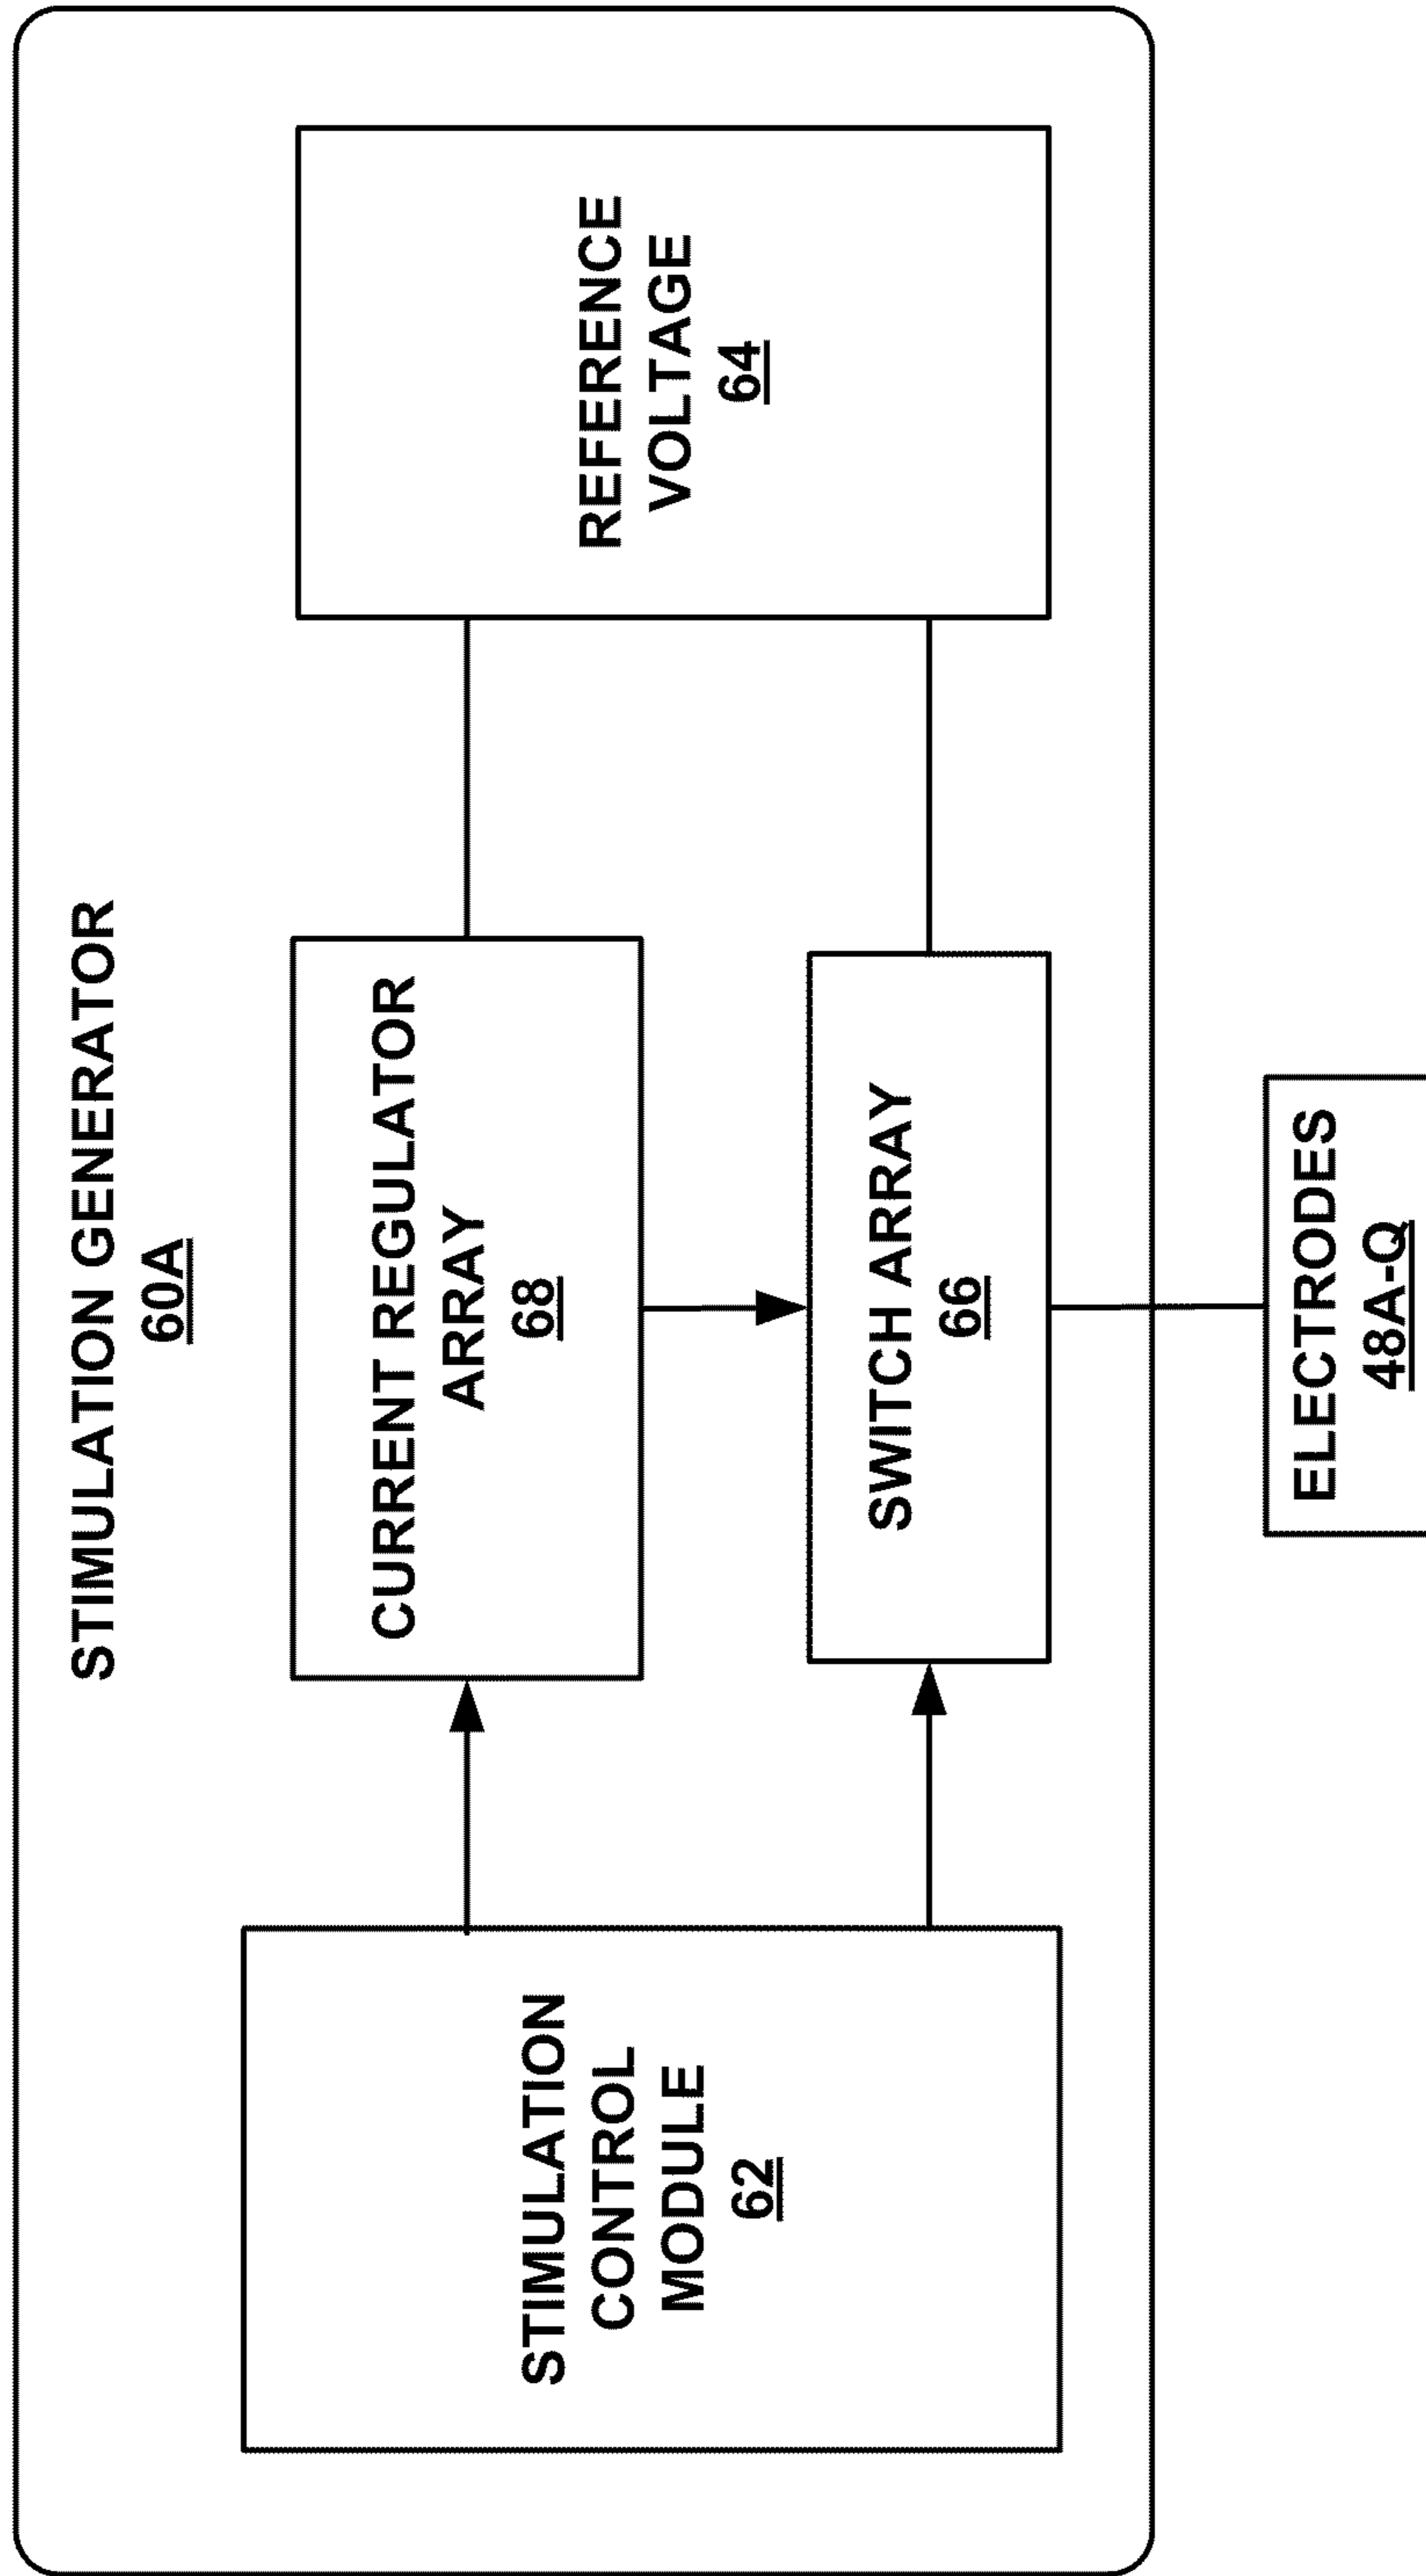 STIMULATION GENERATOR
60A
STIMULATION
CONTROL
MODULE
62
CURRENT REGULATOR
ARRAY
68
SWITCH ARRAY
66
REFERENCE
VOLTAGE
64
ELECTRODES
48A-Q